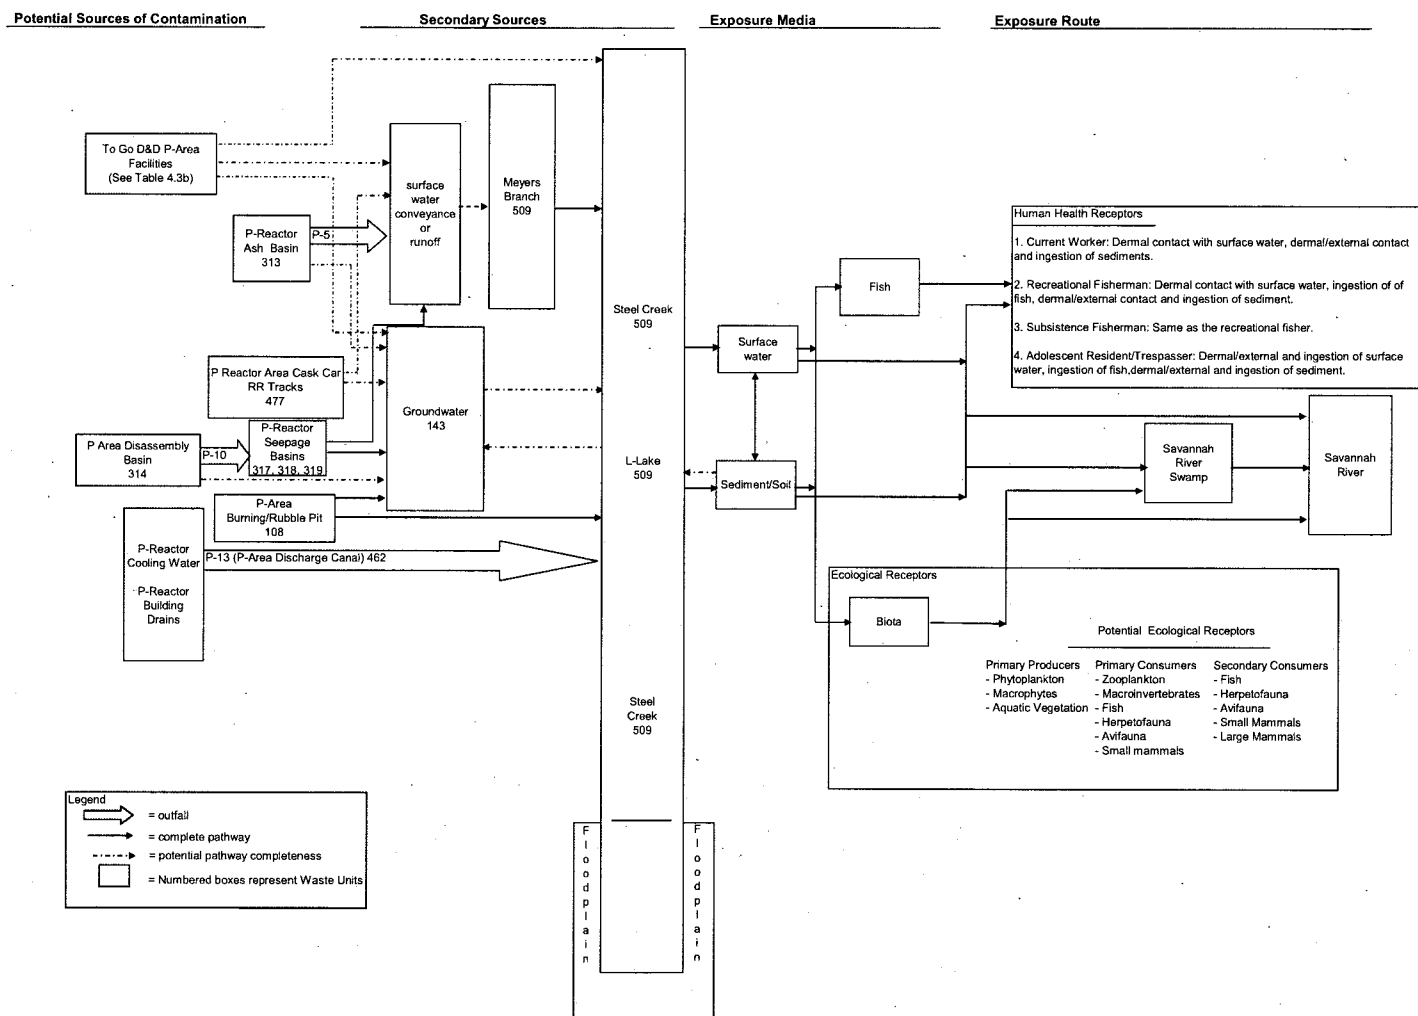 Potential Sources of Contamination
Secondary Sources
Exposure Media
Exposure Route
To Go D&D P-Area
Facilities
(See Table 4.3b)
P-Reactor
Ash Basin
313
P-5
surface
water
conveyance
or
runoff
Meyers
Branch
509
P Reactor Area Cask Car
RR Tracks
477
P Area Disassembly
Basin
314
P-10
P-Reactor
Seepage
Basins
317, 318, 319
Groundwater
143
P-Area
Burning/Rubble Pit
108
P-Reactor
Cooling Water
P-Reactor
Building
Drains
P-13 (P-Area Discharge Canal) 462
Steel Creek
509
L-Lake
509
Steel
Creek
509
Floodplain
Floodplain
Surface
water
Sediment/Soil
Fish
Human Health Receptors
1. Current Worker: Dermal contact with surface water, dermal/external contact
and ingestion of sediments.
2. Recreational Fisherman: Dermal contact with surface water, ingestion of of
fish, dermal/external contact and ingestion of sediment.
3. Subsistence Fisherman: Same as the recreational fisher.
4. Adolescent Resident/Trespasser: Dermal/external and ingestion of surface
water, ingestion of fish,dermal/external and ingestion of sediment.
Savannah
River
Swamp
Savannah
River
Ecological Receptors
Biota
Potential Ecological Receptors
Primary Producers
- Phytoplankton
- Macrophytes
- Aquatic Vegetation
Primary Consumers
- Zooplankton
- Macroinvertebrates
- Fish
- Herpetofauna
- Avifauna
- Small mammals
Secondary Consumers
- Fish
- Herpetofauna
- Avifauna
- Small Mammals
- Large Mammals
Legend
= outfall
= complete pathway
= potential pathway completeness
= Numbered boxes represent Waste Units